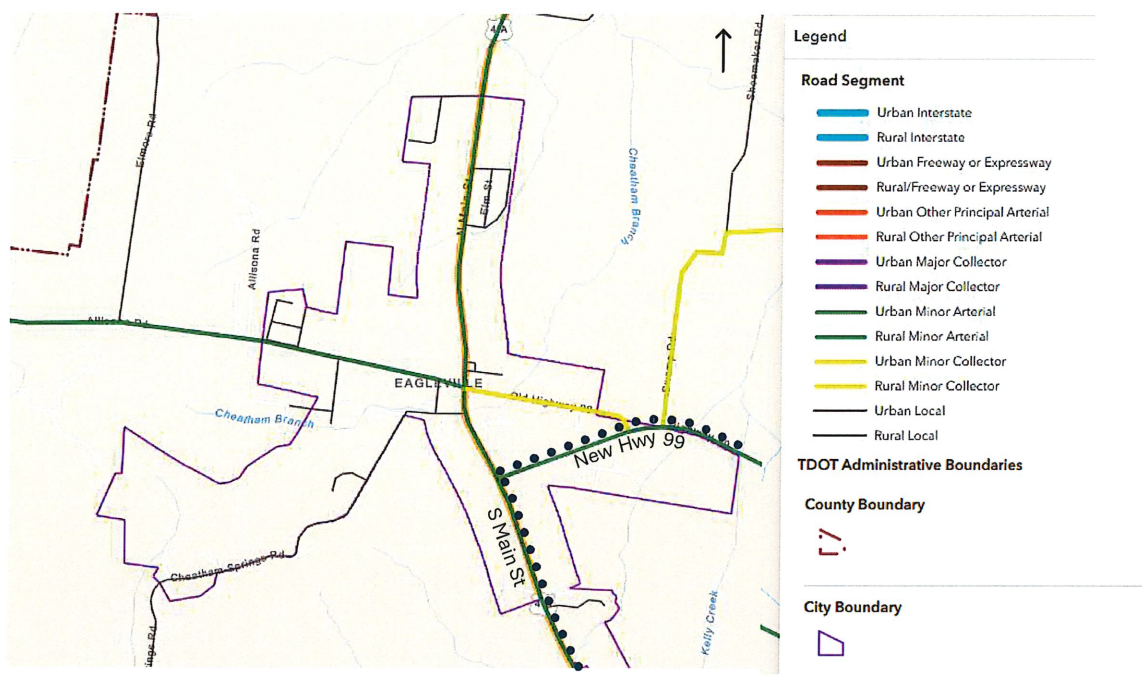 Legend
Road Segment
Urban Interstate
Rural Interstate
Urban Freeway or Expressway
Rural/Freeway or Expressway
Urban Other Principal Arterial
Rural Other Principal Arterial
Urban Major Collector
Rural Major Collector
Urban Minor Arterial
Rural Minor Arterial
Urban Minor Collector
Rural Minor Collector
Urban Local
Rural Local
TDOT Administrative Boundaries
County Boundary
City Boundary
Shoemaker Rd
Elmore Rd
Cheatham Branch
N Main St
Elm St
Allisona Rd
Allisona Rd
EAGLEVILLE
Old Highway 99
Cheatham Branch
New Hwy 99
S Main St
Cheatham Springs Rd
Kelly Creek